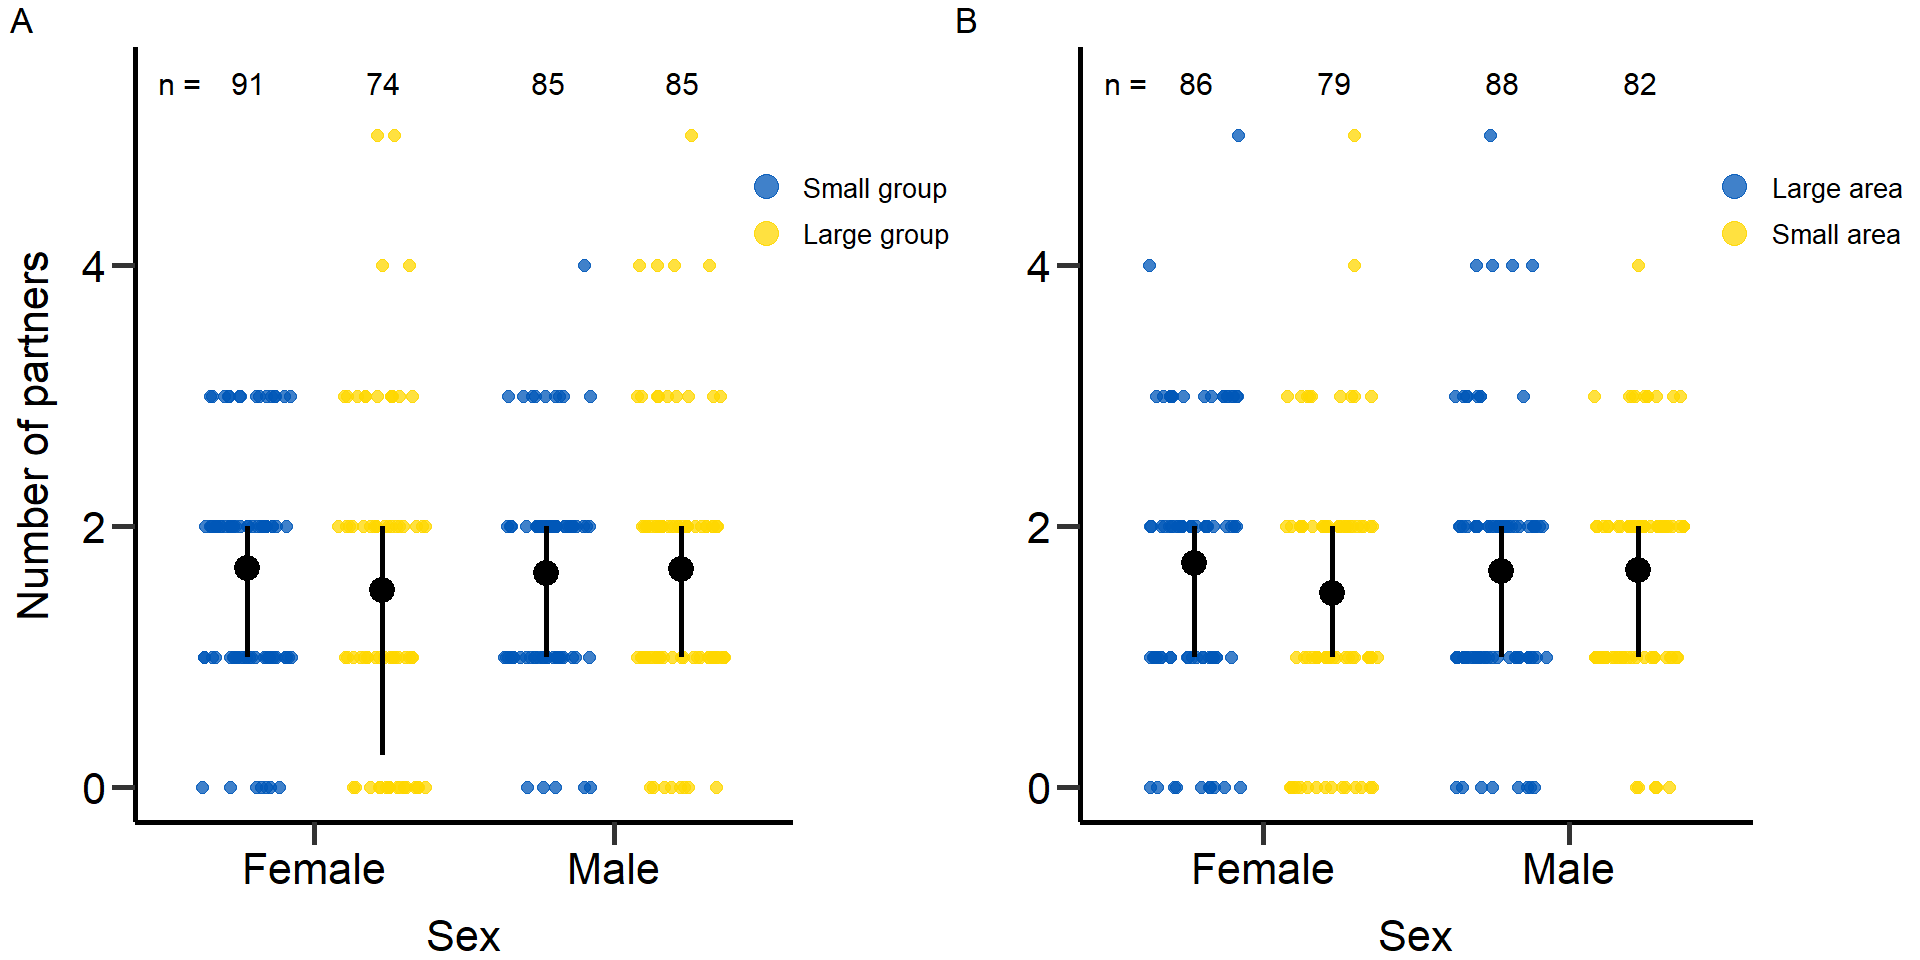 A
n = 91 74 85 85
Small group
Large group
Number of partners
4
2
0
Female Male
Sex
B
n = 86 79 88 82
Large area
Small area
4
2
0
Female Male
Sex